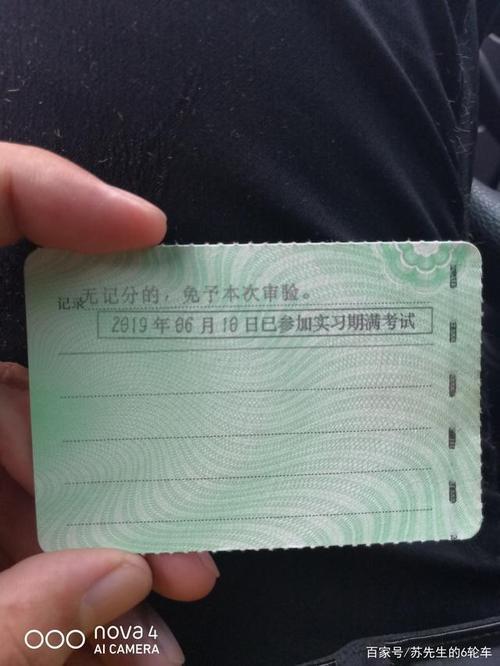 无记分的，免予本次审验。
记录
2019年06月10日已参加实习期满考试
nova 4
AI CAMERA
百家号/苏先生的6轮车